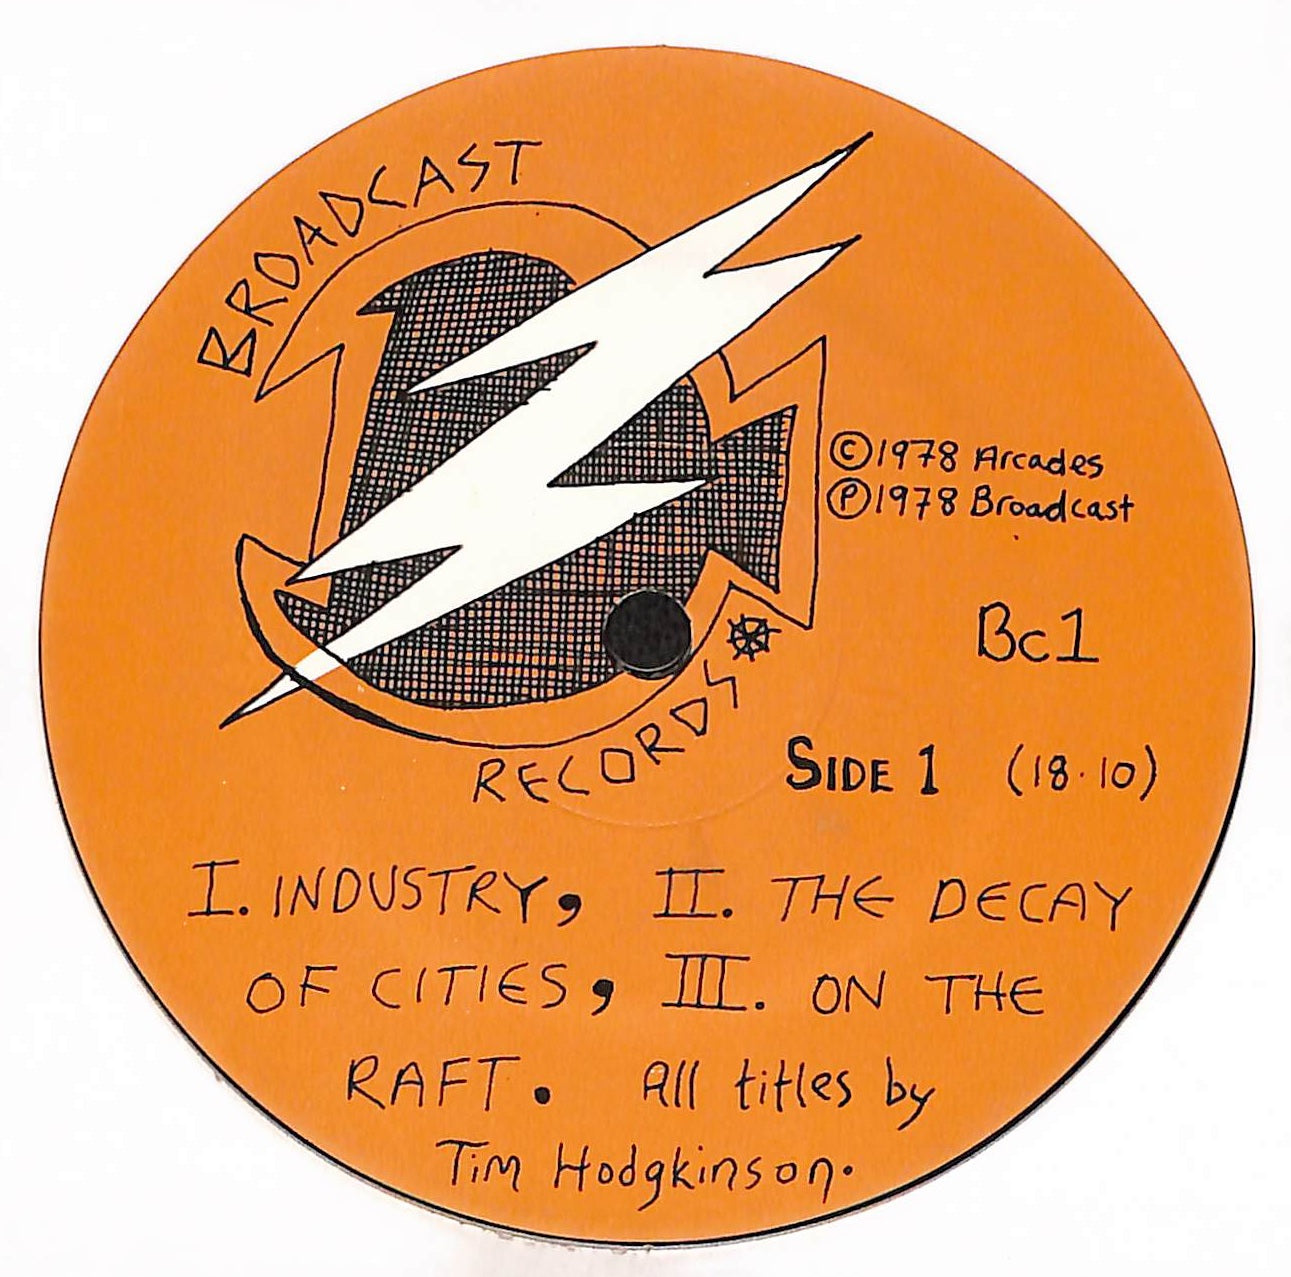 BROADCAST
RECORDS
©1978 Arcades
℗1978 Broadcast
Bc1
SIDE 1 (18·10)
I. INDUSTRY, II. THE DECAY
OF CITIES, III. ON THE
RAFT. All titles by
Tim Hodgkinson.